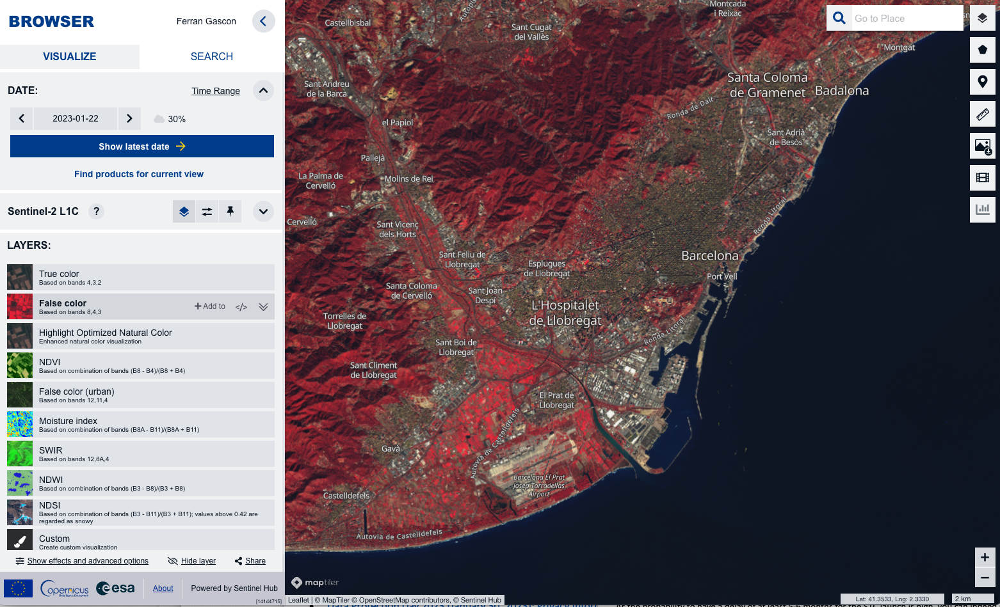 BROWSER
Ferran Gascon
VISUALIZE
SEARCH
DATE:
Time Range
2023-01-22
30%
Show latest date
Find products for current view
Sentinel-2 L1C
?
LAYERS:
True color
Based on bands 4,3,2
False color
Based on bands 8,4,3
Add to
</>
Highlight Optimized Natural Color
Enhanced natural color visualization
NDVI
Based on combination of bands (B8 - B4)/(B8 + B4)
False color (urban)
Based on bands 12,11,4
Moisture index
Based on combination of bands (B8A - B11)/(B8A + B11)
SWIR
Based on bands 12,8A,4
NDWI
Based on combination of bands (B3 - B8)/(B3 + B8)
NDSI
Based on combination of bands (B3 - B11)/(B3 + B11); values above 0.42 are
regarded as snowy
Custom
Create custom visualization
Show effects and advanced options
Hide layer
Share
opernicus
esa
About
Powered by Sentinel Hub
[141d4715]
Go to Place
Montcada
i Reixac
Autopis
Castellbisbal
Sant Cugat
del Vallès
Montgat
Sant Andreu
de la Barca
Santa Coloma
de Gramenet
Badalona
Ronda de Dalt
el Papiol
Sant Adrià
de Besòs
Pallejà
La Palma de
Cervelló
Molins de Rei
Cervelló
Sant Vicenç
dels Horts
Ronda Litoral
Sant Feliu de
Llobregat
Esplugues
de Llobregat
Barcelona
Port Vell
Santa Coloma
de Cervelló
Sant Joan
Despí
L'Hospitalet
de Llobregat
Torrelles de
Llobregat
Ronda Litoral
Sant Boi de
Llobregat
Sant Climent
de Llobregat
El Prat de
Llobregat
Autovia de Castelldefels
Gavà
Barcelona El Prat
Josep Tarradellas
Airport
Castelldefels
Autovia de Castelldefels
maptiler
Leaflet | © MapTiler © OpenStreetMap contributors, © Sentinel Hub
Lat: 41.3533, Lng: 2.3330
2 km